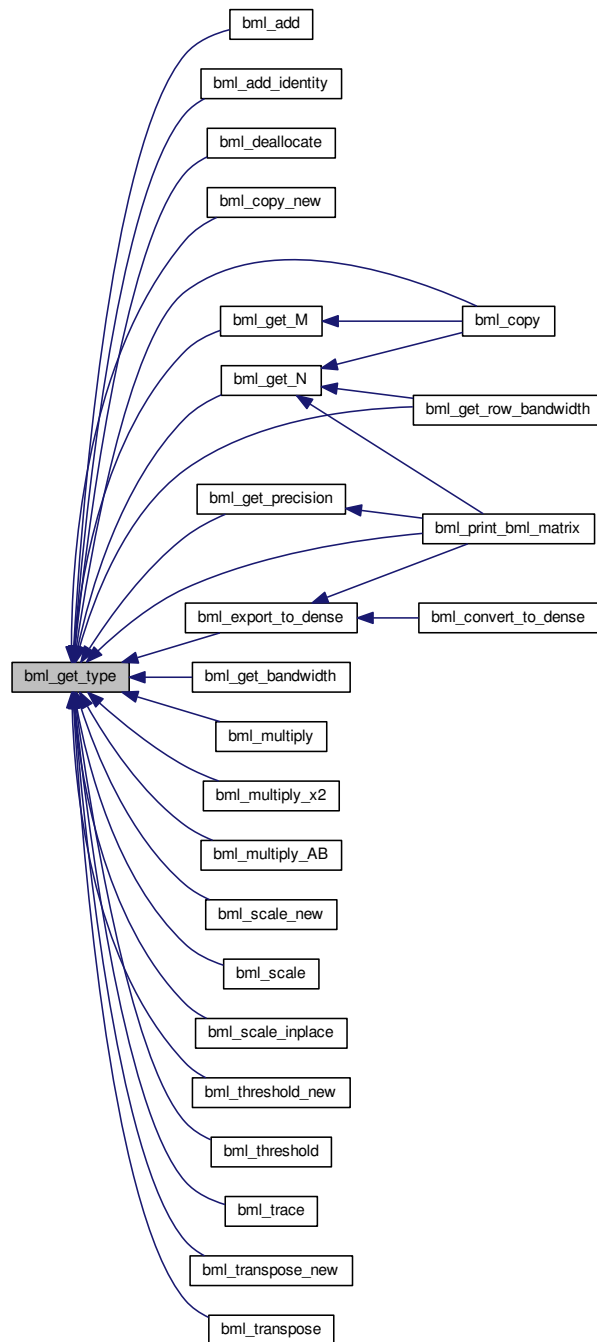 bml_add
bml_add_identity
bml_deallocate
bml_copy_new
bml_get_M
bml_copy
bml_get_N
bml_get_row_bandwidth
bml_get_precision
bml_print_bml_matrix
bml_export_to_dense
bml_convert_to_dense
bml_get_type
bml_get_bandwidth
bml_multiply
bml_multiply_x2
bml_multiply_AB
bml_scale_new
bml_scale
bml_scale_inplace
bml_threshold_new
bml_threshold
bml_trace
bml_transpose_new
bml_transpose